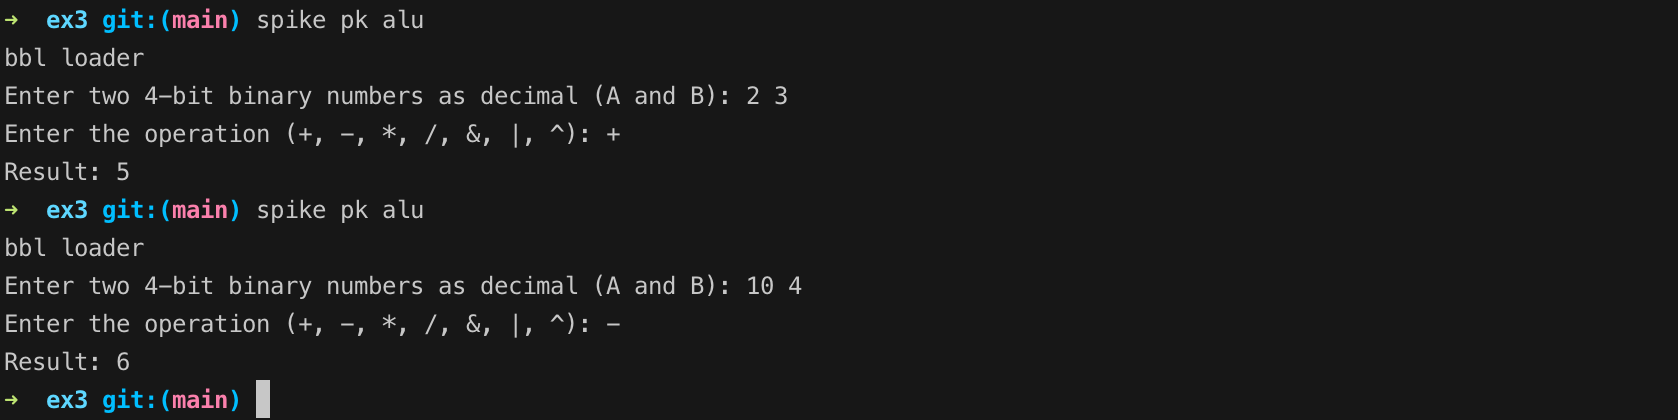 → ex3 git:(main) spike pk alu
bbl loader
Enter two 4-bit binary numbers as decimal (A and B): 2 3
Enter the operation (+, -, *, /, &, |, ^): +
Result: 5
→ ex3 git:(main) spike pk alu
bbl loader
Enter two 4-bit binary numbers as decimal (A and B): 10 4
Enter the operation (+, -, *, /, &, |, ^): -
Result: 6
→ ex3 git:(main)